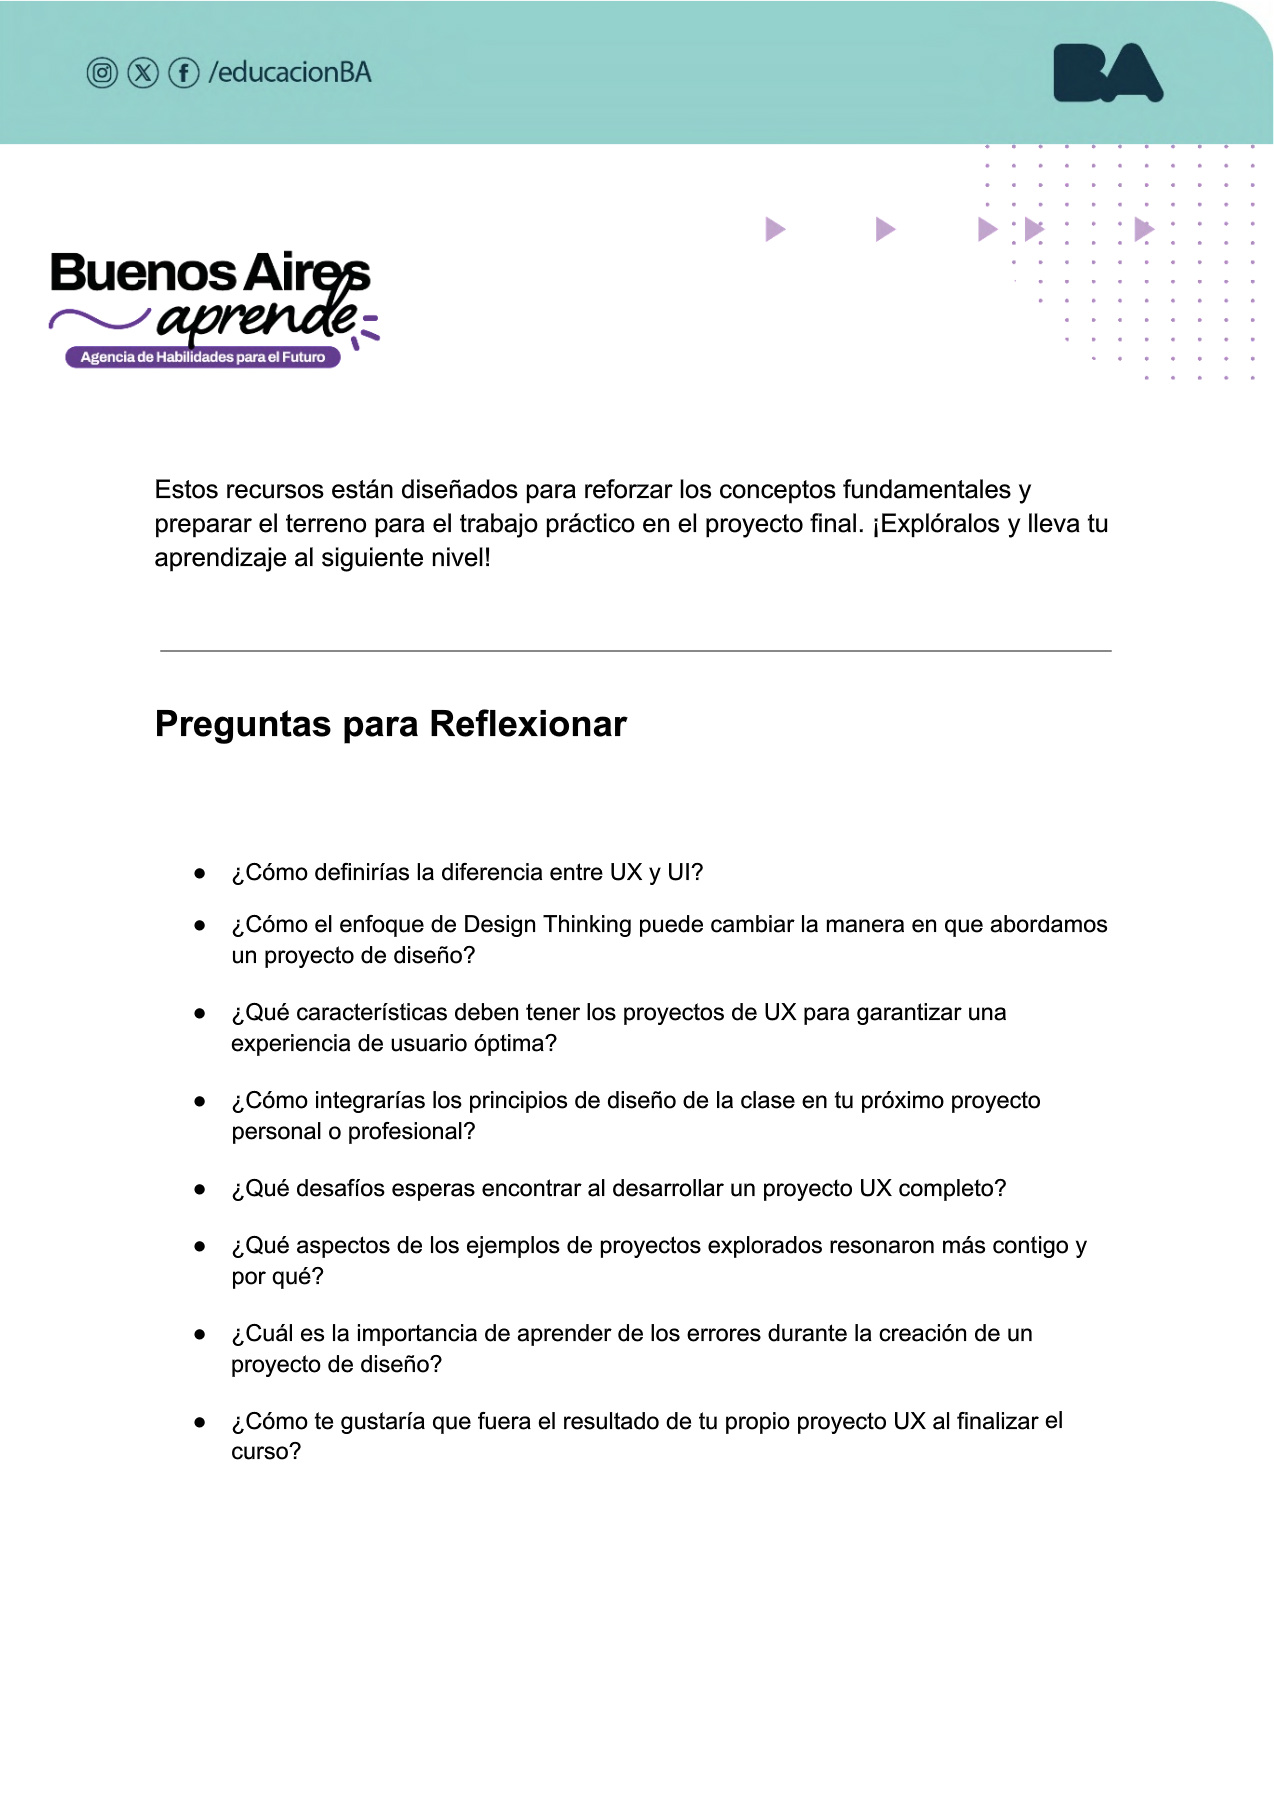 /educacionBA
BA
Buenos Aires
aprende
Agencia de Habilidades para el Futuro
Estos recursos están diseñados para reforzar los conceptos fundamentales y
preparar el terreno para el trabajo práctico en el proyecto final. ¡Explóralos y lleva tu
aprendizaje al siguiente nivel!
Preguntas para Reflexionar
● ¿Cómo definirías la diferencia entre UX y UI?
● ¿Cómo el enfoque de Design Thinking puede cambiar la manera en que abordamos
un proyecto de diseño?
● ¿Qué características deben tener los proyectos de UX para garantizar una
experiencia de usuario óptima?
● ¿Cómo integrarías los principios de diseño de la clase en tu próximo proyecto
personal o profesional?
● ¿Qué desafíos esperas encontrar al desarrollar un proyecto UX completo?
● ¿Qué aspectos de los ejemplos de proyectos explorados resonaron más contigo y
por qué?
● ¿Cuál es la importancia de aprender de los errores durante la creación de un
proyecto de diseño?
● ¿Cómo te gustaría que fuera el resultado de tu propio proyecto UX al finalizar el
curso?